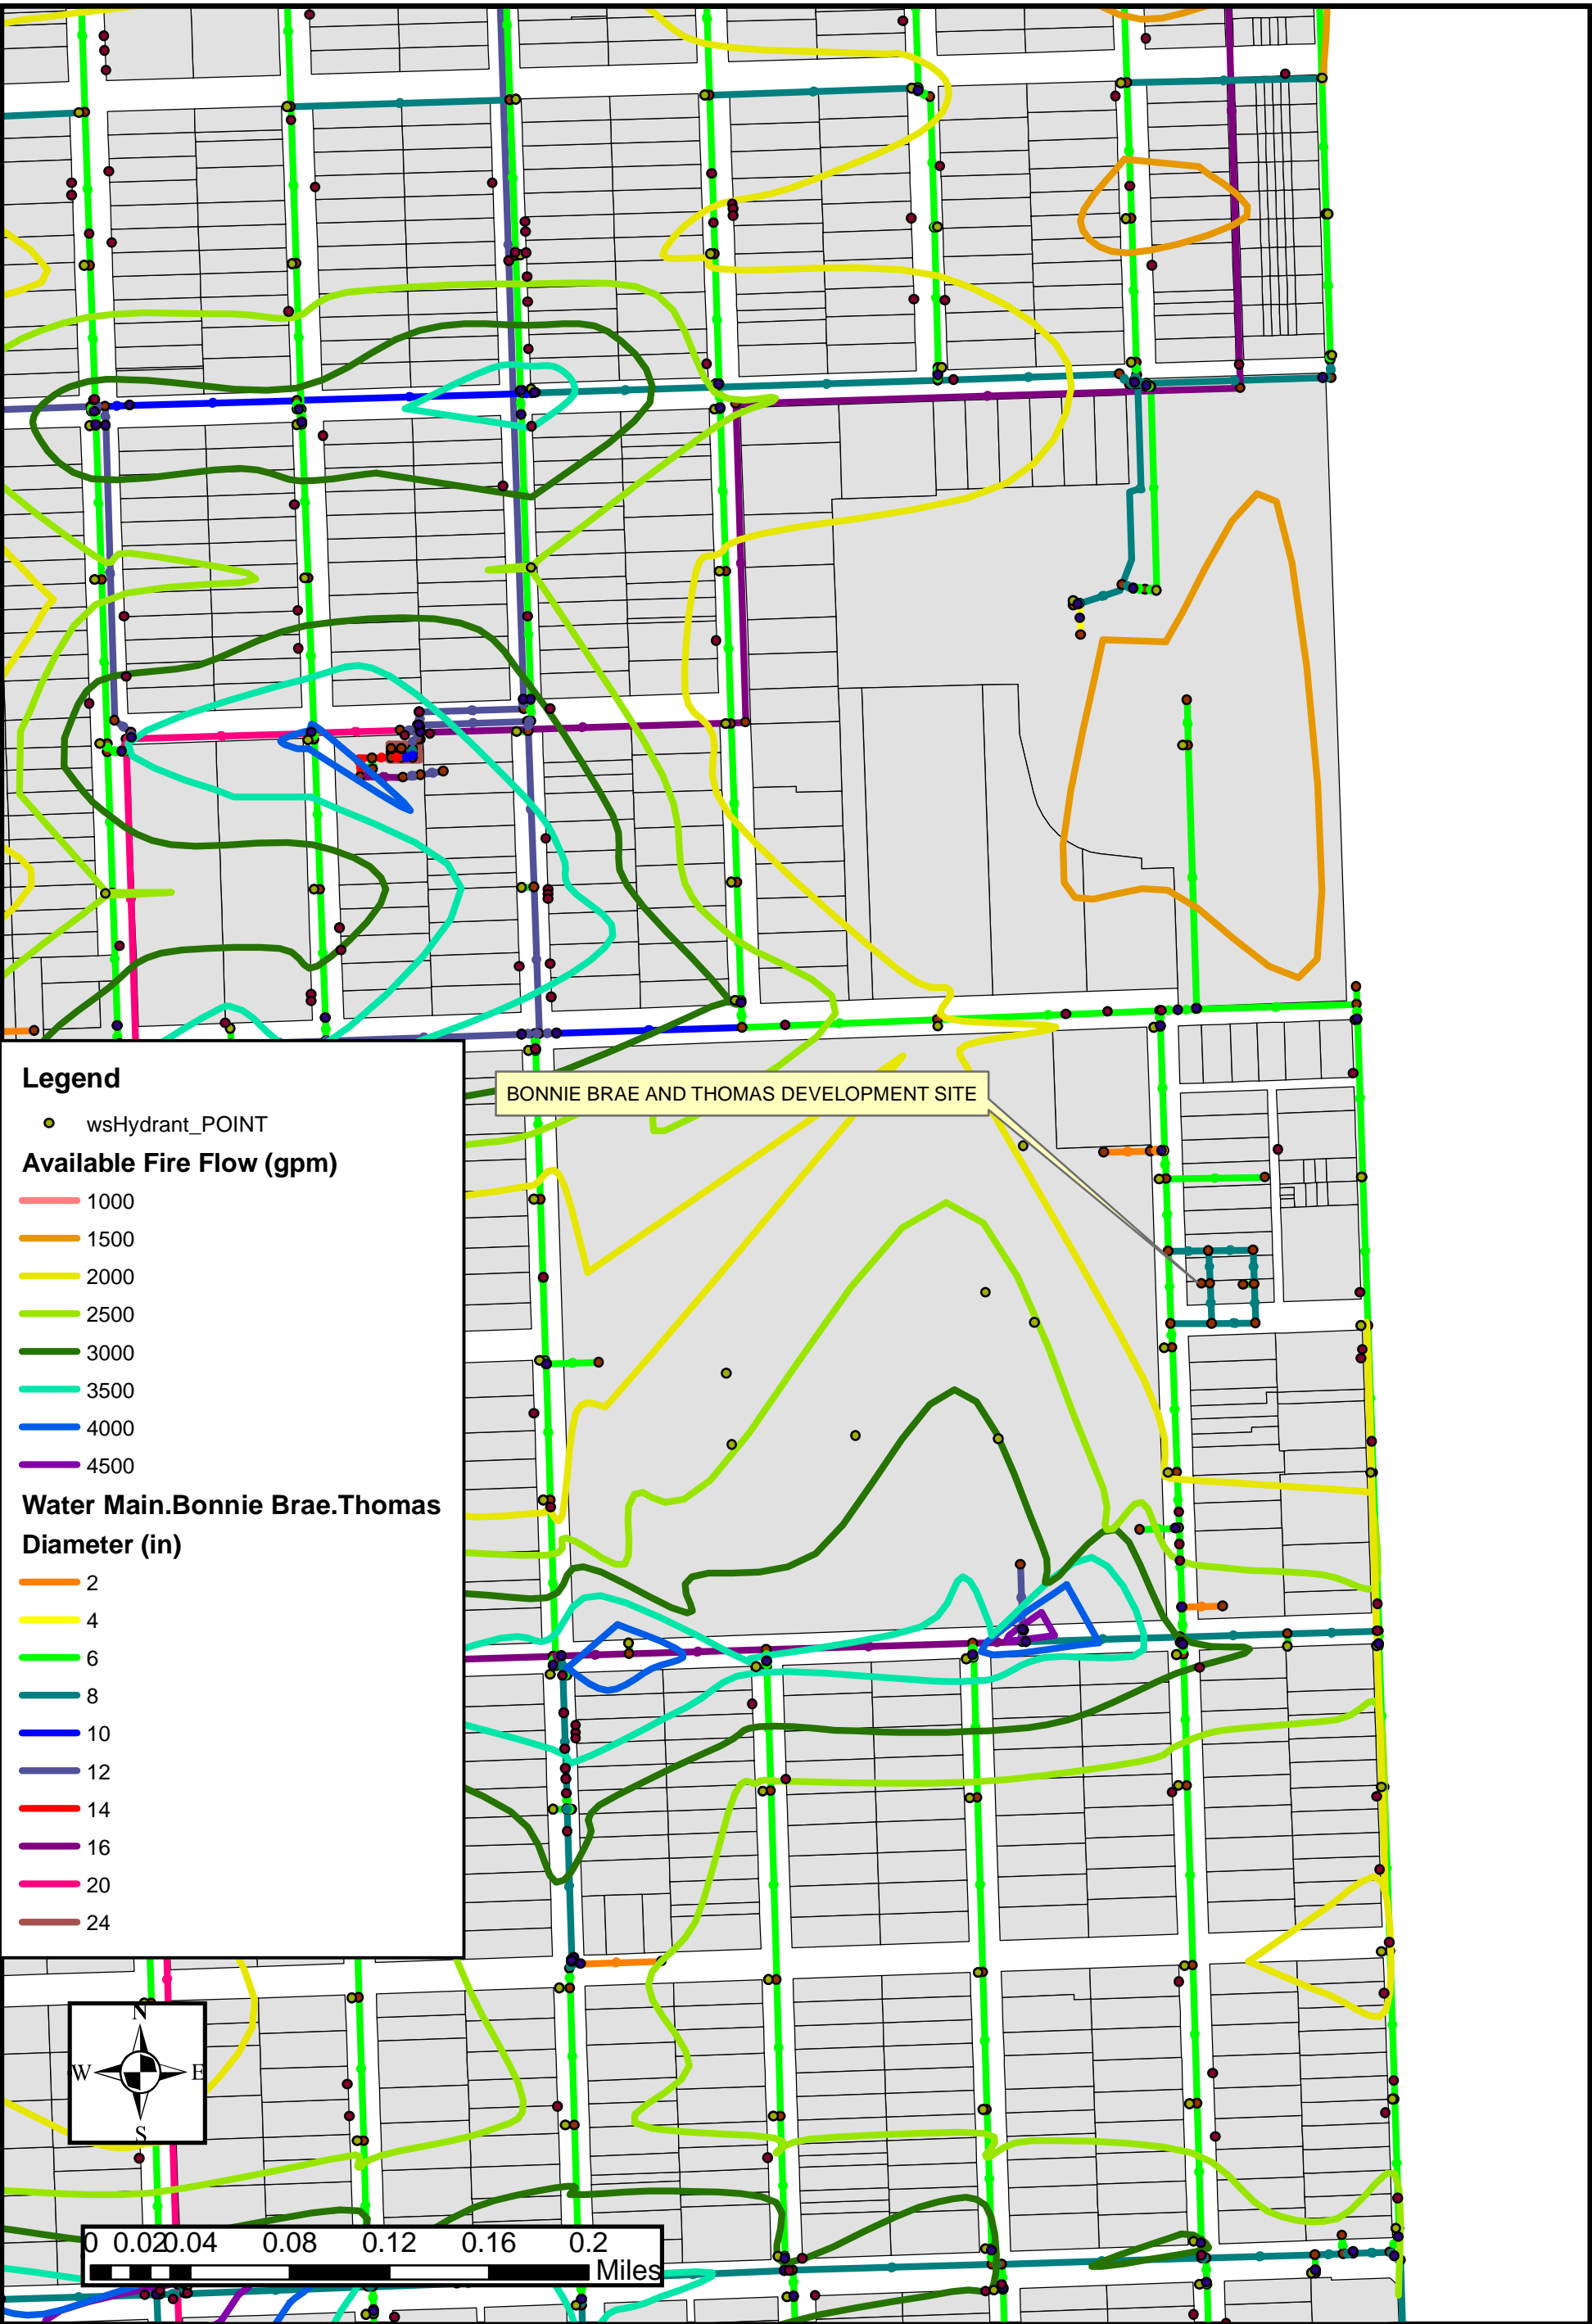 BONNIE BRAE AND THOMAS DEVELOPMENT SITE
Legend
wsHydrant_POINT
Available Fire Flow (gpm)
1000
1500
2000
2500
3000
3500
4000
4500
Water Main.Bonnie Brae.Thomas
Diameter (in)
2
4
6
8
10
12
14
16
20
24
N
W E
S
0 0.020.04 0.08 0.12 0.16 0.2
Miles